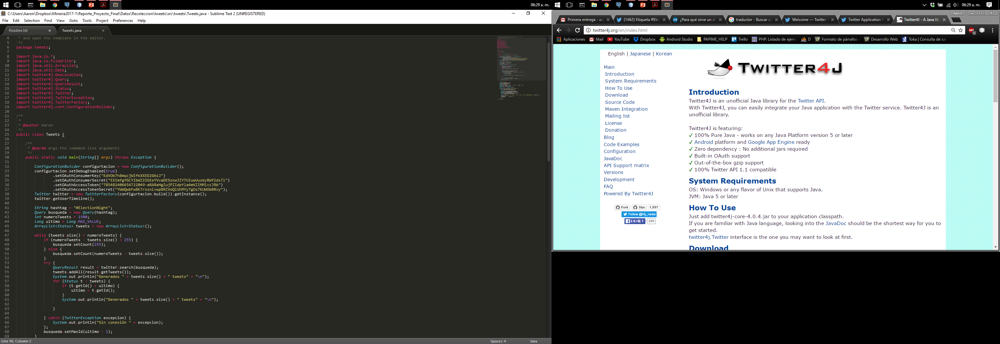 06:29 a. m.
C:\Users\Aaron\Dropbox\Mineria2017-1\Reporte_Proyecto_Final\Datos\Recoleccion\tweets\src\tweets\Tweets.java - Sublime Text 2 (UNREGISTERED)
File Edit Selection Find View Goto Tools Project Preferences Help
Readme.txt Tweets.java
4 * and open the template in the editor.
5 */
6 package tweets;
7
8 import java.io.*;
9 import java.io.FileWriter;
10 import java.util.ArrayList;
11 import java.util.Date;
12 import twitter4j.GeoLocation;
13 import twitter4j.Query;
14 import twitter4j.QueryResult;
15 import twitter4j.Status;
16 import twitter4j.Twitter;
17 import twitter4j.TwitterException;
18 import twitter4j.TwitterFactory;
19 import twitter4j.conf.ConfigurationBuilder;
20
21 /**
22 *
23 * @author Aaron
24 */
25 public class Tweets {
26
27 /**
28 * @param args the command line arguments
29 */
30 public static void main(String[] args) throws Exception {
31
32 ConfigurationBuilder configurtacion = new ConfigurationBuilder();
33 configurtacion.setDebugEnabled(true)
34 .setOAuthConsumerKey("KdVOb7h8mqcjWIfkXXED2G6sJ")
35 .setOAuthConsumerSecret("EXImfgfGCYIbWZIOSEeYVvaDE5oxwJZY7UIuwUusbyRWf2ds7l")
36 .setOAuthAccessToken("785481406654722049-aRARaHgZujPZIdpYla4mVZIMMlvzJRb")
37 .setOAuthAccessTokenSecret("YWWQwbFw8K7rxsnivwpBRZVoQlUhMYy7gOs7KUWOb8Rvy");
38 Twitter twitter = new TwitterFactory(configurtacion.build()).getInstance();
39 twitter.getUserTimeline();
40
41 String hashtag = "#ElectionNight";
42 Query busqueda = new Query(hashtag);
43 int numeroTweets = 1500;
44 long ultimo = Long.MAX_VALUE;
45 ArrayList<Status> tweets = new ArrayList<Status>();
46
47 while (tweets.size() < numeroTweets) {
48 if (numeroTweets - tweets.size() > 255) {
49 busqueda.setCount(255);
50 } else {
51 busqueda.setCount(numeroTweets - tweets.size());
52 }
53 try {
54 QueryResult result = twitter.search(busqueda);
55 tweets.addAll(result.getTweets());
56 System.out.println("Generados " + tweets.size() + " tweets" + "\n");
57 for (Status t : tweets) {
58 if (t.getId() < ultimo) {
59 ultimo = t.getId();
60 }
61 System.out.println("Generados " + tweets.size() + " tweets" + "\n");
62
63 }
64
65 } catch (TwitterException excepcion) {
66 System.out.println("Sin conexión " + excepcion);
67 };
68 busqueda.setMaxId(ultimo - 1);
69 }
Line 99, Column 2 Spaces: 4 Java
06:29 a. m.
Aarón
Primera entrega - aa (1462) Etiqueta #Elec ¿Para qué sirve un de traductor - Buscar co Welcome — Twitter Twitter Application M Twitter4J - A Java lib
twitter4j.org/en/index.html
ABP 1
Aplicaciones Mail YouTube Dropbox Android Studio PAPIME_HELP Trello PHP: Listado de ejem D Formato de párrafos e Desarrollo Web Toka | Consulta de sal
English | Japanese | Korean
Main
Introduction
System Requirements
How To Use
Download
Source Code
Maven Integration
Mailing list
License
Donation
Blog
Code Examples
Configuration
JavaDoc
API Support matrix
Versions
Development
FAQ
Powered By Twitter4J
Fork Star 1,897
Follow @t4j_news
いいね！ 266
TWITTER4J
Introduction
Twitter4J is an unofficial Java library for the Twitter API.
With Twitter4J, you can easily integrate your Java application with the Twitter service. Twitter4J is an
unofficial library.
Twitter4J is featuring:
✓ 100% Pure Java - works on any Java Platform version 5 or later
✓ Android platform and Google App Engine ready
✓ Zero dependency : No additional jars required
✓ Built-in OAuth support
✓ Out-of-the-box gzip support
✓ 100% Twitter API 1.1 compatible
System Requirements
OS: Windows or any flavor of Unix that supports Java.
JVM: Java 5 or later
How To Use
Just add twitter4j-core-4.0.4.jar to your application classpath.
If you are familiar with Java language, looking into the JavaDoc should be the shortest way for you to
get started.
twitter4j.Twitter interface is the one you may want to look at first.
Download